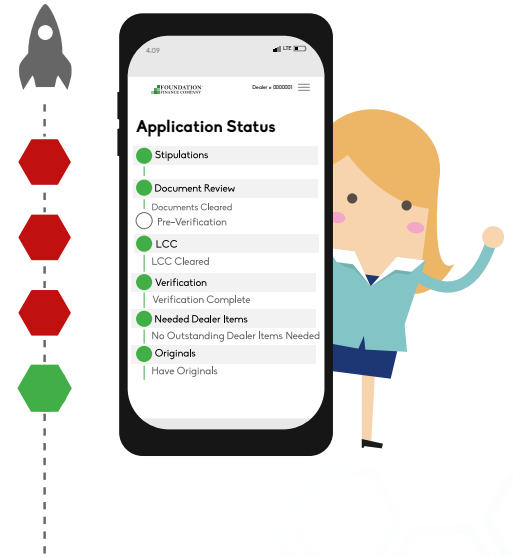 4.09
LTE
FOUNDATION
FINANCE COMPANY
Dealer # 0000001
Application Status
Stipulations
Document Review
Documents Cleared
Pre-Verification
LCC
LCC Cleared
Verification
Verification Complete
Needed Dealer Items
No Outstanding Dealer Items Needed
Originals
Have Originals